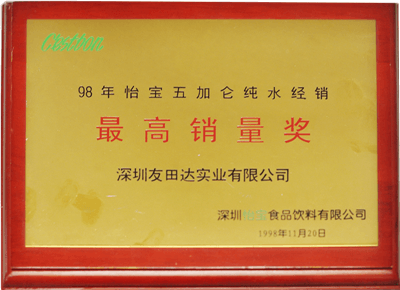 98年怡宝五加仑纯水经销
最高销量奖
深圳友田达实业有限公司
深圳怡宝食品饮料有限公司
1998年11月20日